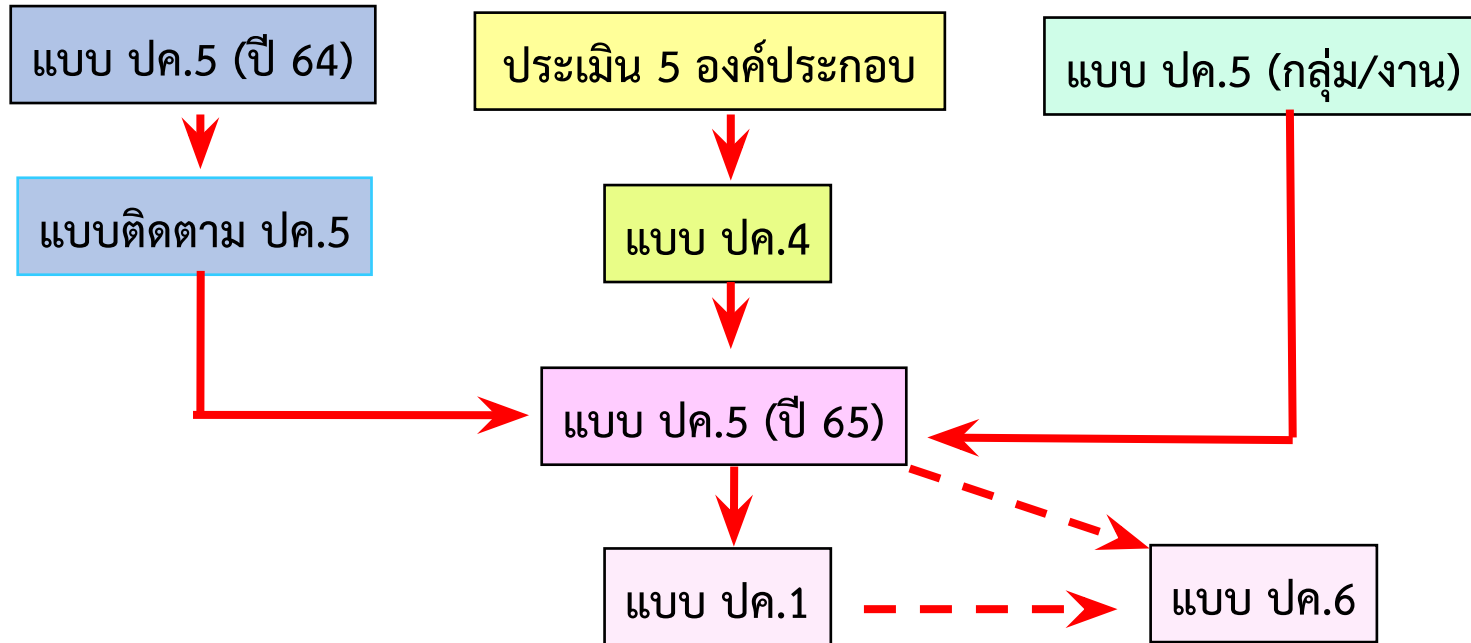 แบบ ปค.5 (ปี 64)
ประเมิน 5 องค์ประกอบ
แบบ ปค.5 (กลุ่ม/งาน)
แบบติดตาม ปค.5
แบบ ปค.4
แบบ ปค.5 (ปี 65)
แบบ ปค.1
แบบ ปค.6